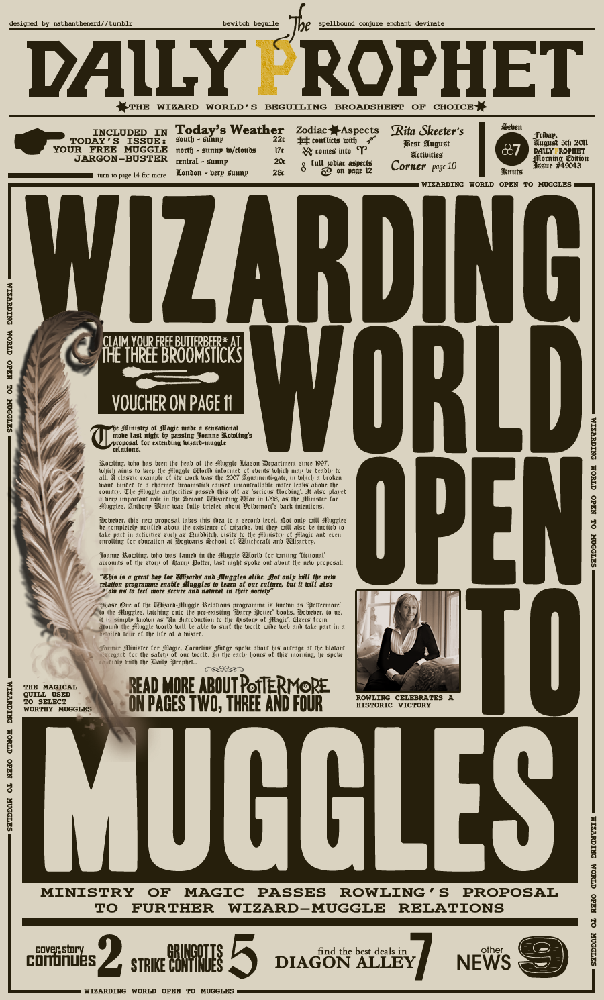 designed by nathanthenerd//tumblr
bewitch beguile
The
spellbound conjure enchant devinate
DAILY PROPHET
THE WIZARD WORLD'S BEGUILING BROADSHEET OF CHOICE
INCLUDED IN
TODAY'S ISSUE:
YOUR FREE MUGGLE
JARGON-BUSTER
turn to page 14 for more
Today's Weather
south - sunny 22c
north - sunny w/clouds 17c
central - sunny 20c
London - very sunny 28c
Zodiac Aspects
conflicts with
comes into
full zodiac aspects
on page 12
Rita Skeeter's
Best August
Activities
Corner page 10
Seven
7
Knuts
Friday,
August 5th 2011
DAILY PROPHET
Morning Edition
Issue #49043
WIZARDING WORLD OPEN TO MUGGLES
WIZARDING WORLD OPEN TO MUGGLES
WIZARDING WORLD OPEN TO MUGGLES
WIZARDING WORLD OPEN TO MUGGLES
WIZARDING WORLD OPEN TO MUGGLES
WIZARDING
WORLD
OPEN
TO
MUGGLES
CLAIM YOUR FREE BUTTERBEER* AT
THE THREE BROOMSTICKS
VOUCHER ON PAGE 11
The Ministry of Magic made a sensational
move last night by passing Joanne Rowling's
proposal for extending wizard-muggle
relations.
Rowling, who has been the head of the Muggle Liason Department since 1997,
which aims to keep the Muggle World informed of events which may be deadly to
all. A classic example of its work was the 2007 Aguamenti-gate, in which a broken
wand binded to a charmed broomstick caused uncontrollable water leaks above the
country. The Muggle authorities passed this off as 'serious flooding'. It also played
a very important role in the Second Wizarding War in 1998, as the Minister for
Muggles, Anthony Blair was fully briefed about Voldemort's dark intentions.
However, this new proposal takes this idea to a second level. Not only will Muggles
be completely notified about the existence of wizards, but they will also be invited to
take part in activities such as Quidditch, visits to the Ministry of Magic and even
enrolling for education at Hogwarts School of Witchcraft and Wizardry.
Joanne Rowling, who was famed in the Muggle World for writing 'fictional'
accounts of the story of Harry Potter, last night spoke out about the new proposal:
"This is a great day for Wizards and Muggles alike. Not only will the new
relation programme enable Muggles to learn of our culture, but it will also
allow us to feel more secure and natural in their society"
Phase One of the Wizard-Muggle Relations programme is known as 'Pottermore'
to the Muggles, latching onto the pre-existing 'Harry Potter' books. However, to us,
it is simply known as 'An Introduction to the History of Magic'. Users from
around the Muggle world will be able to surf the world wide web and take part in a
detailed tour of the life of a wizard.
Former Minister for Magic, Cornelius Fudge spoke about his outrage at the blatant
disregard for the safety of our world. In the early hours of this morning, he spoke
candidly with the Daily Prophet...
READ MORE ABOUT POTTERMORE
ON PAGES TWO, THREE AND FOUR
THE MAGICAL
QUILL USED
TO SELECT
WORTHY MUGGLES
ROWLING CELEBRATES A
HISTORIC VICTORY
MINISTRY OF MAGIC PASSES ROWLING'S PROPOSAL
TO FURTHER WIZARD-MUGGLE RELATIONS
cover story
continues 2
GRINGOTTS
STRIKE CONTINUES 5
find the best deals in
DIAGON ALLEY 7
other
NEWS 9
WIZARDING WORLD OPEN TO MUGGLES